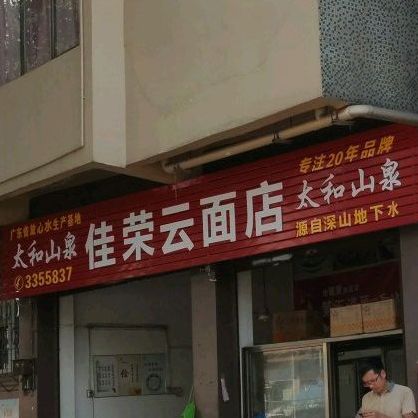 广东省放心水生产基地
太和山泉
3355837
佳荣云面店
专注20年品牌
太和山泉
源自深山地下水